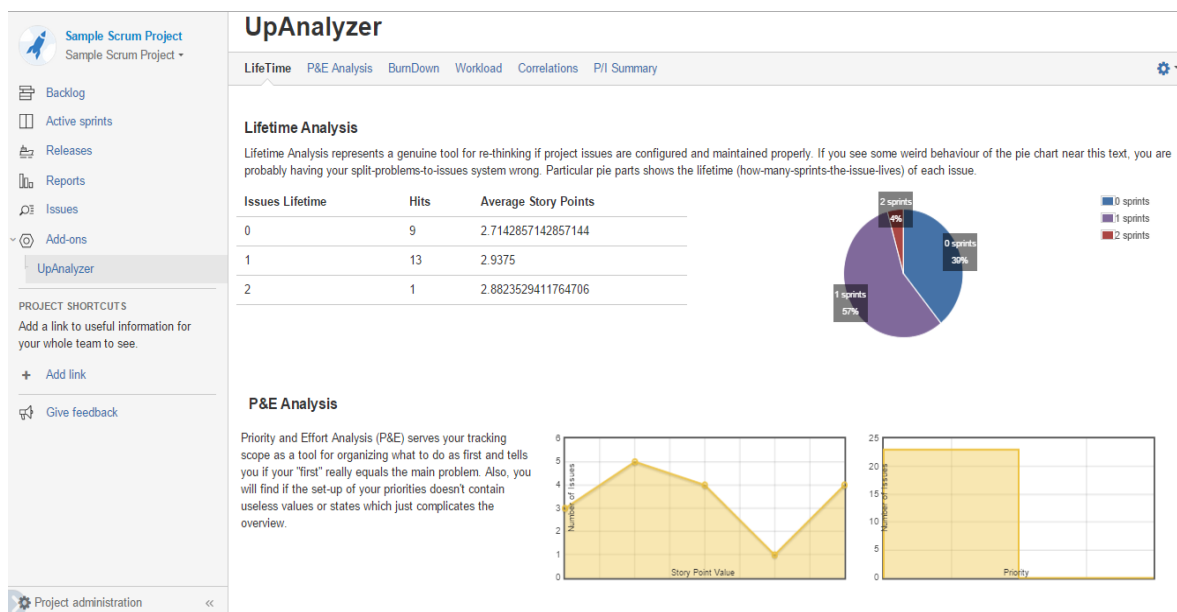 Sample Scrum Project
Sample Scrum Project
Backlog
Active sprints
Releases
Reports
Issues
Add-ons
UpAnalyzer
PROJECT SHORTCUTS
Add a link to useful information for
your whole team to see.
+ Add link
Give feedback
Project administration «
UpAnalyzer
LifeTime P&E Analysis BurnDown Workload Correlations P/I Summary
Lifetime Analysis
Lifetime Analysis represents a genuine tool for re-thinking if project issues are configured and maintained properly. If you see some weird behaviour of the pie chart near this text, you are
probably having your split-problems-to-issues system wrong. Particular pie parts shows the lifetime (how-many-sprints-the-issue-lives) of each issue.
Issues Lifetime Hits Average Story Points
0 9 2.7142857142857144
1 13 2.9375
2 1 2.8823529411764706
2 sprints
4%
0 sprints
39%
1 sprints
57%
0 sprints
1 sprints
2 sprints
P&E Analysis
Priority and Effort Analysis (P&E) serves your tracking
scope as a tool for organizing what to do as first and tells
you if your "first" really equals the main problem. Also, you
will find if the set-up of your priorities doesn't contain
useless values or states which just complicates the
overview.
6
5
4
3
2
1
0
Number of Issues
Story Point Value
25
20
15
10
5
0
Number of Issues
Priority